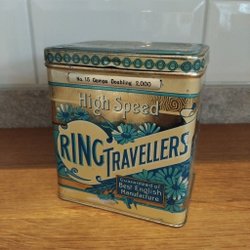 No. 15 Gauge Doubling 2,000
High Speed
RING TRAVELLERS
Guaranteed of
Best English
Manufacture